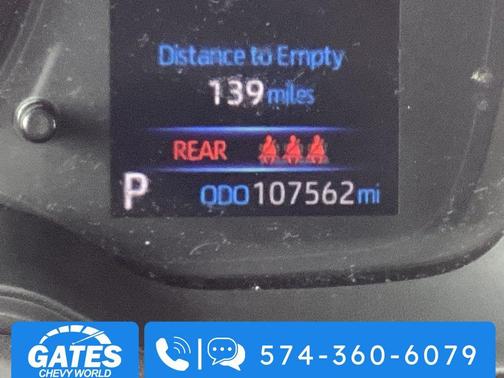 Distance to Empty
139 miles
REAR
P ODO 107562 mi
GATES
CHEVY WORLD
574-360-6079